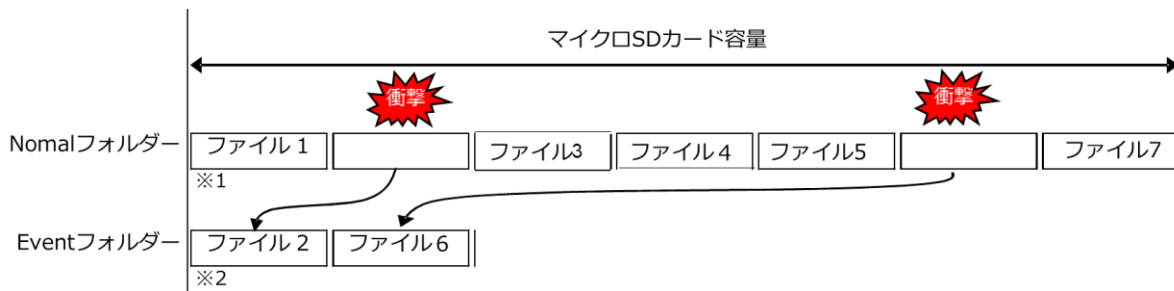 マイクロSDカード容量
衝撃
衝撃
Nomalフォルダー
ファイル 1
ファイル3
ファイル 4
ファイル5
ファイル7
※1
Eventフォルダー
ファイル 2
ファイル 6
※2